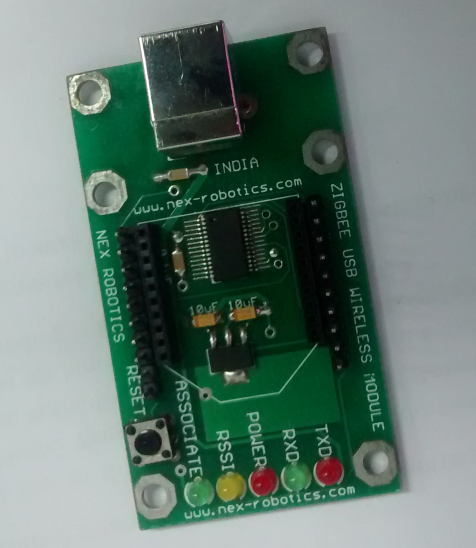 INDIA
www.nex-robotics.com
NEX ROBOTICS
ZIGBEE USB WIRELESS MODULE
10uF 10uF
RESET
ASSOCIATE
RSSI
POWER
RXD
TXD
www.nex-robotics.com